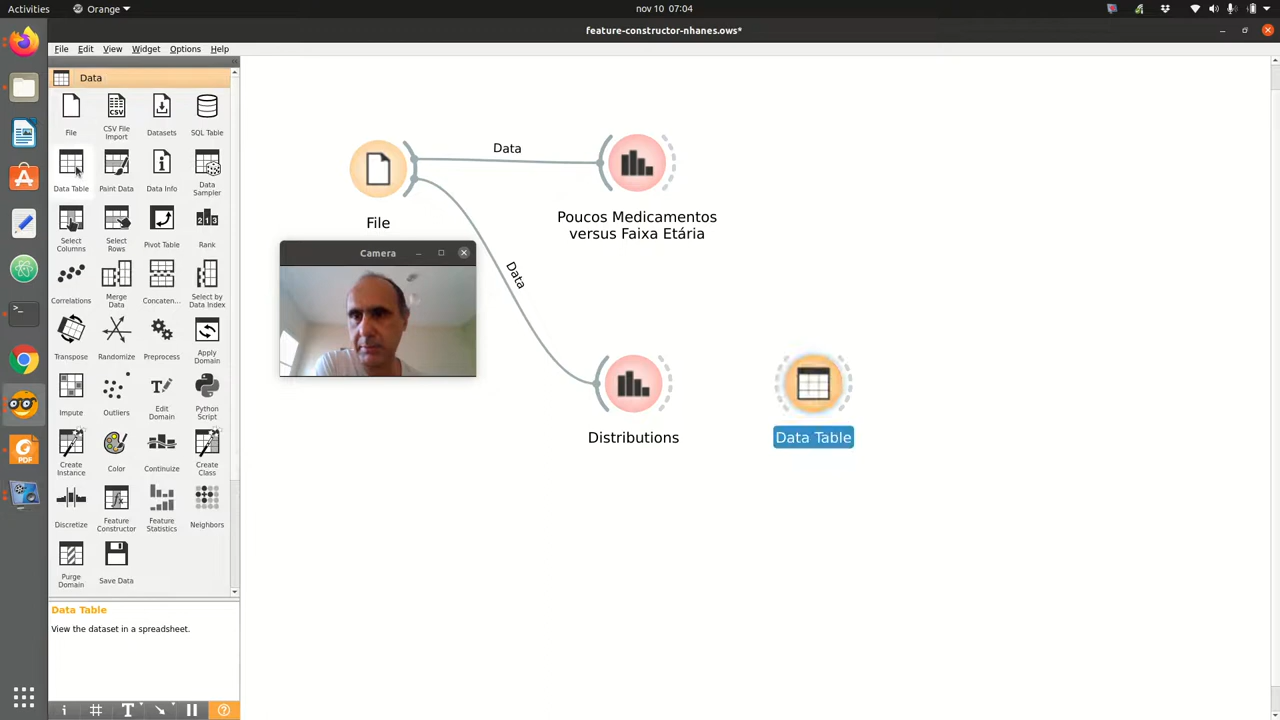 Activities
Orange
nov 10 07:04
feature-constructor-nhanes.ows*
File Edit View Widget Options Help
Data
File
CSV File
Import
Datasets
SQL Table
Data Table
Paint Data
Data Info
Data
Sampler
Select
Columns
Select
Rows
Pivot Table
Rank
Correlations
Merge
Data
Concaten...
Select by
Data Index
Transpose
Randomize
Preprocess
Apply
Domain
Impute
Outliers
Edit
Domain
Python
Script
Create
Instance
Color
Continuize
Create
Class
Discretize
Feature
Constructor
Feature
Statistics
Neighbors
Purge
Domain
Save Data
Data Table
View the dataset in a spreadsheet.
File
Data
Poucos Medicamentos
versus Faixa Etária
Camera
Data
Distributions
Data Table